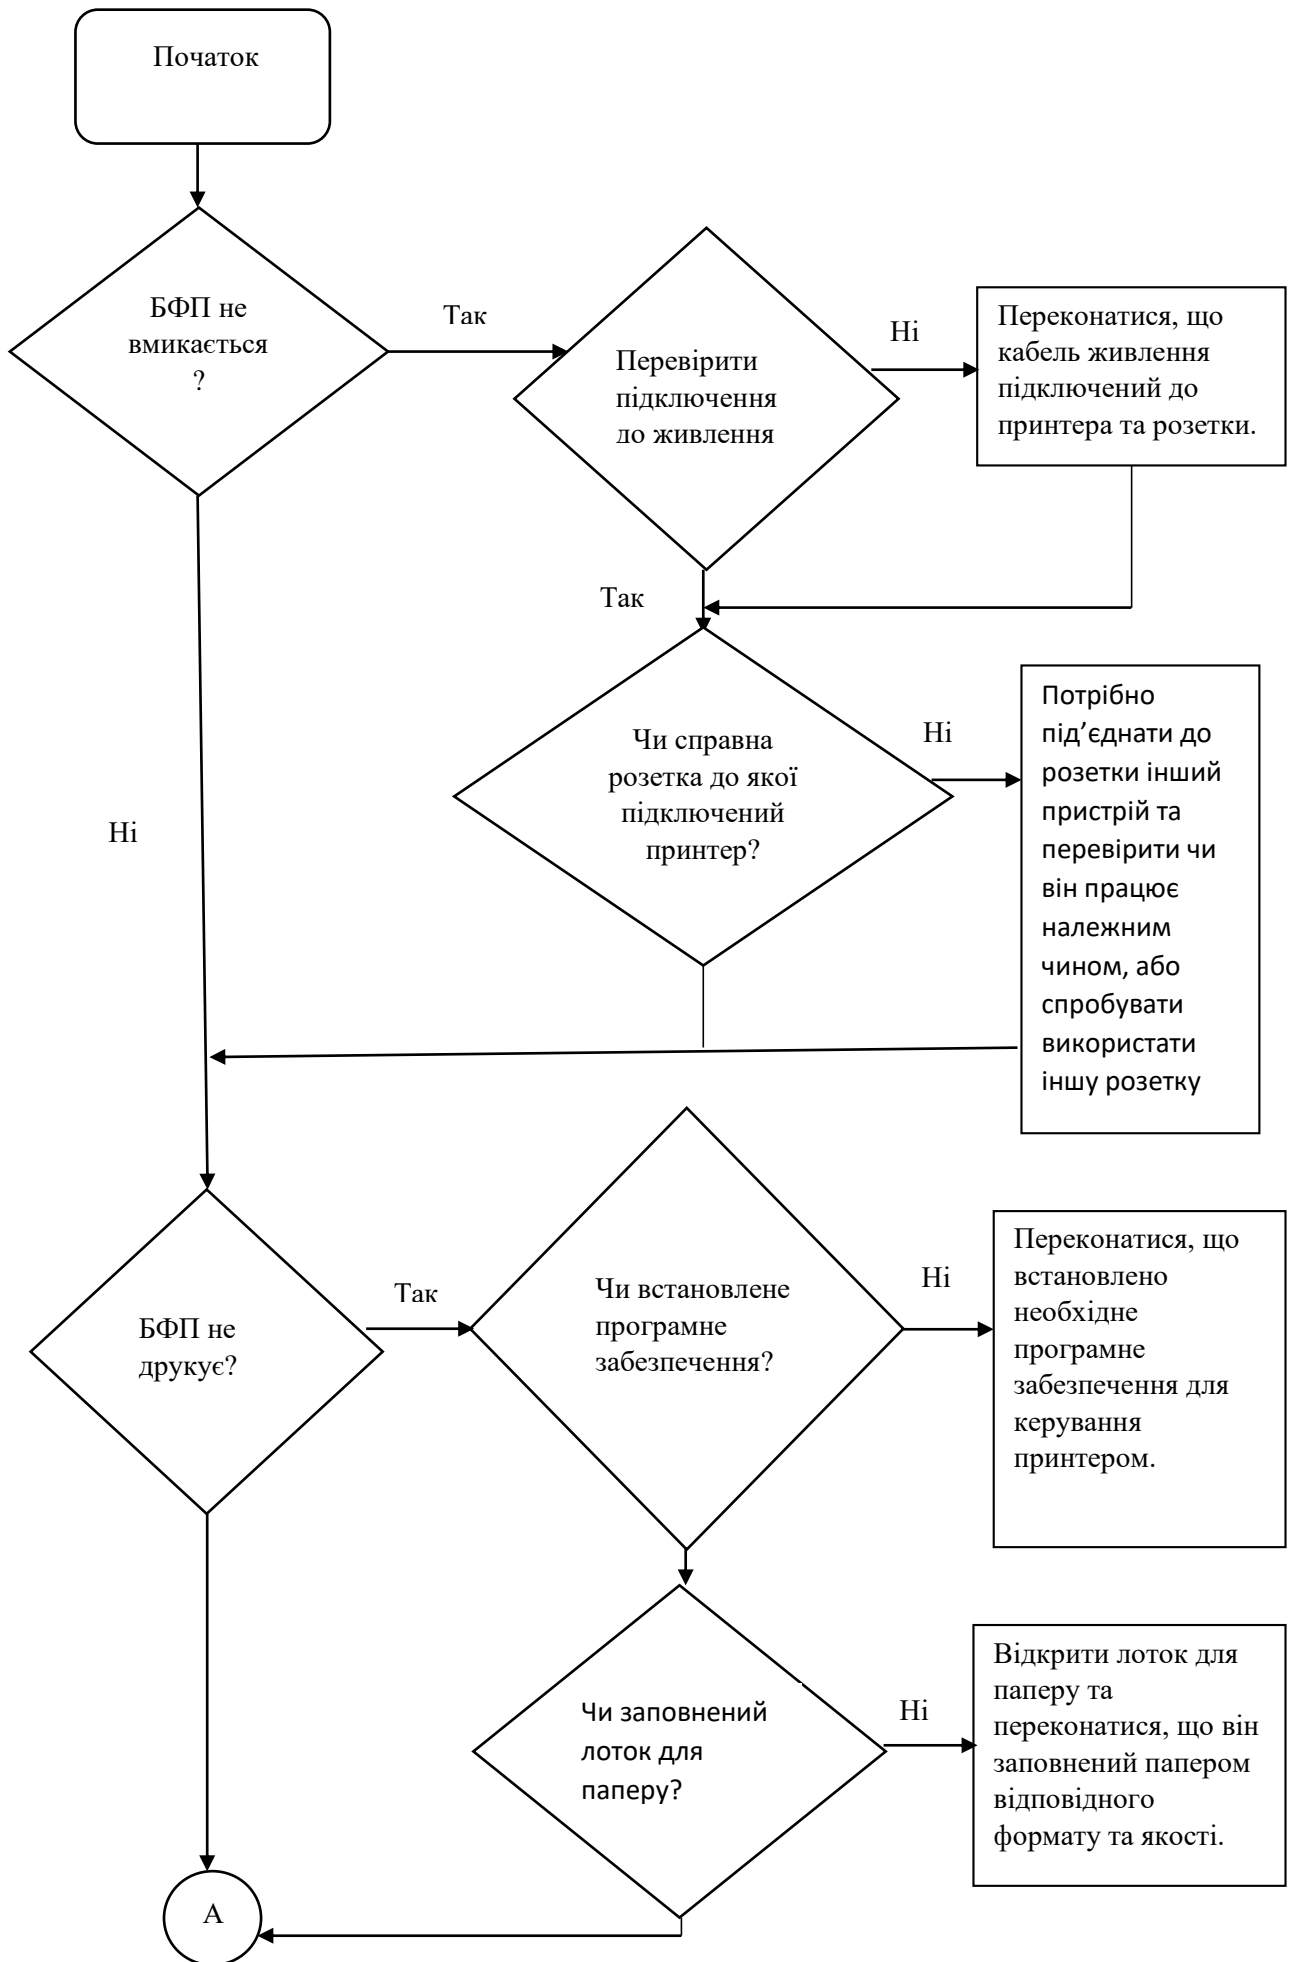 Початок
БФП не
вмикається
?
Так
Перевірити
підключення
до живлення
Ні
Переконатися, що
кабель живлення
підключений до
принтера та розетки.
Так
Чи справна
розетка до якої
підключений
принтер?
Ні
Потрібно
під’єднати до
розетки інший
пристрій та
перевірити чи
він працює
належним
чином, або
спробувати
використати
іншу розетку
Ні
БФП не
друкує?
Так
Чи встановлене
програмне
забезпечення?
Ні
Переконатися, що
встановлено
необхідне
програмне
забезпечення для
керування
принтером.
Чи заповнений
лоток для
паперу?
Ні
Відкрити лоток для
паперу та
переконатися, що він
заповнений папером
відповідного
формату та якості.
А